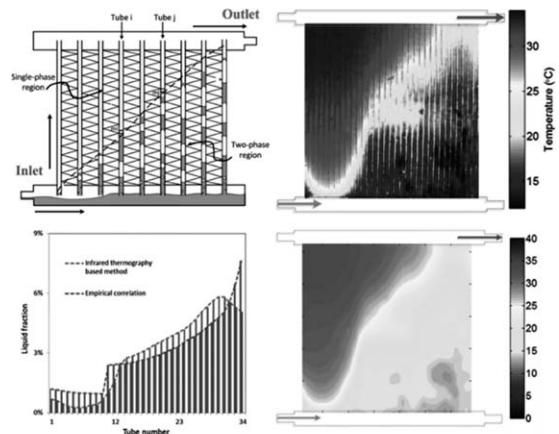 Outlet
Tube i
Tube j
Single-phase
region
Two-phase
region
Inlet
Temperature (°C)
30
25
20
15
9%
6%
3%
0%
Liquid fraction
Infrared thermography
based method
Empirical correlation
1
12
23
34
Tube number
40
35
30
25
20
15
10
5
0